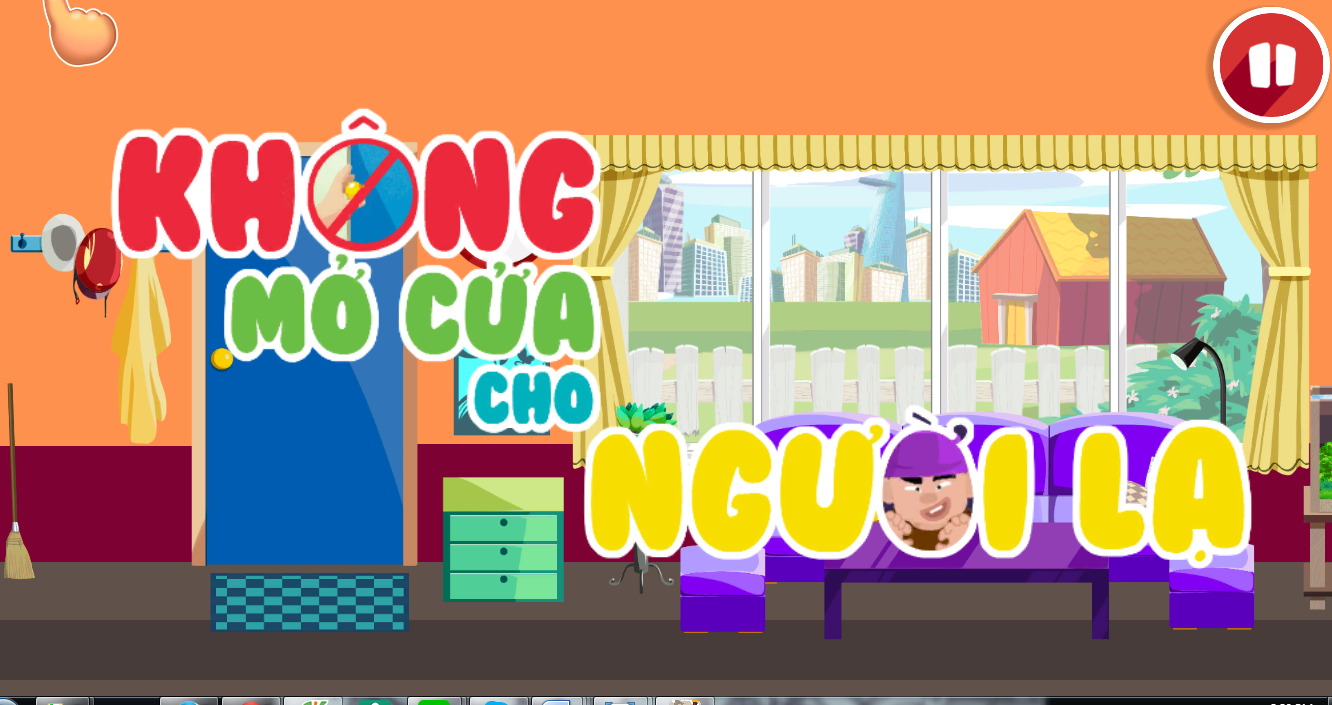 KHÔNG
MỞ CỬA
CHO
NGƯỜI LẠ